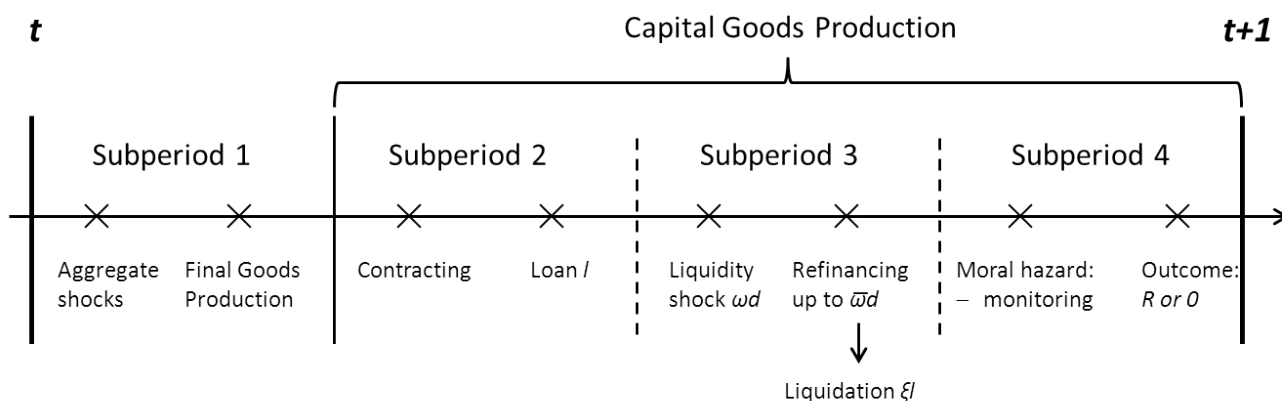 Capital Goods Production
t
t+1
Subperiod 1
Subperiod 2
Subperiod 3
Subperiod 4
Aggregate
shocks
Final Goods
Production
Contracting
Loan l
Liquidity
shock ωd
Refinancing
up to ω̅d
Moral hazard:
– monitoring
Outcome:
R or 0
Liquidation ξl